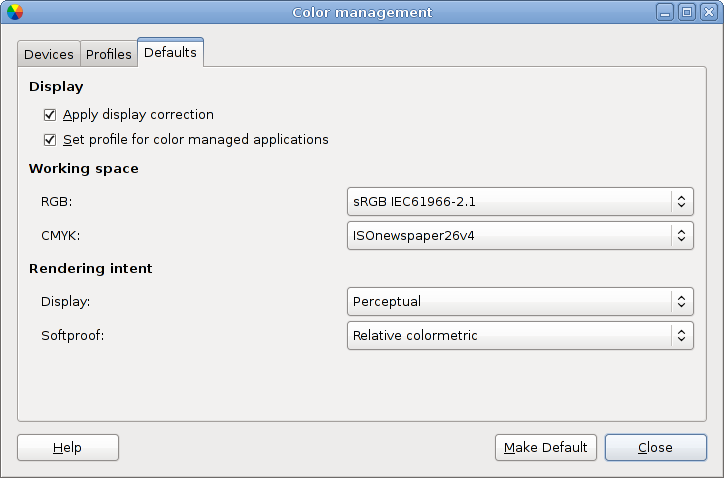 Color management
Devices Profiles Defaults
Display
Apply display correction
Set profile for color managed applications
Working space
RGB: sRGB IEC61966-2.1
CMYK: ISOnewspaper26v4
Rendering intent
Display: Perceptual
Softproof: Relative colormetric
Help Make Default Close